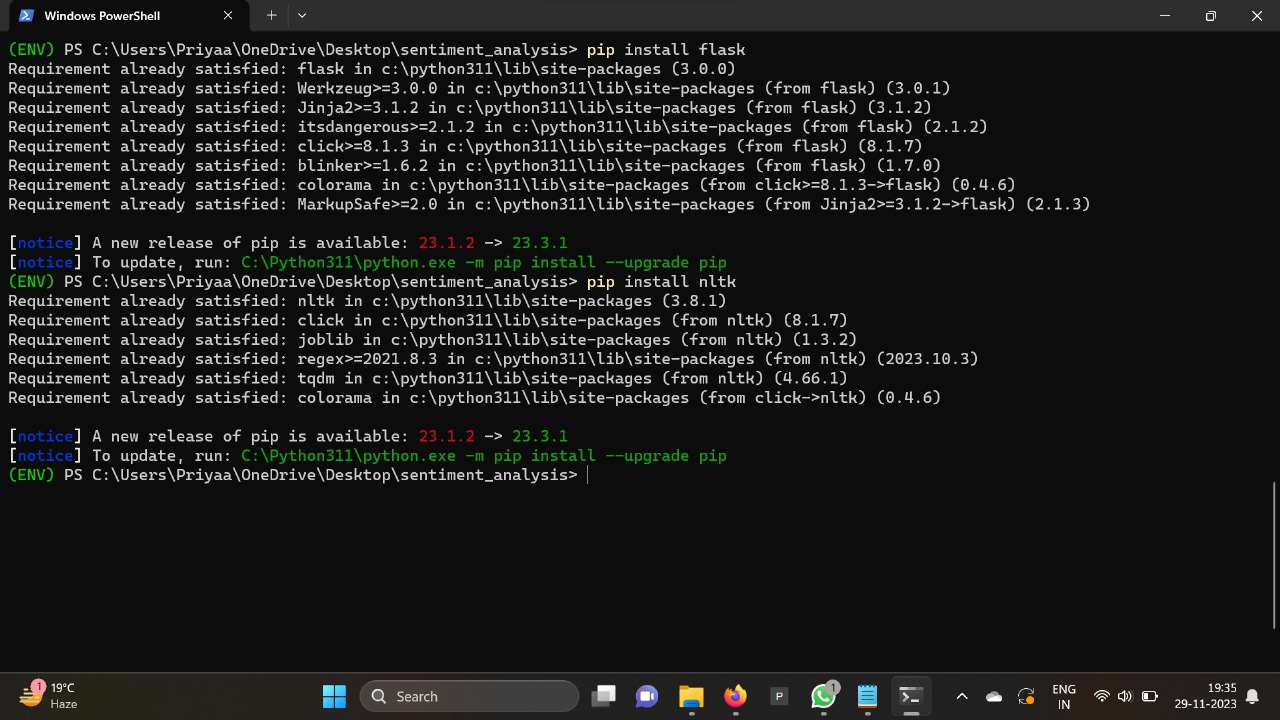 Windows PowerShell
(ENV) PS C:\Users\Priyaa\OneDrive\Desktop\sentiment_analysis> pip install flask
Requirement already satisfied: flask in c:\python311\lib\site-packages (3.0.0)
Requirement already satisfied: Werkzeug>=3.0.0 in c:\python311\lib\site-packages (from flask) (3.0.1)
Requirement already satisfied: Jinja2>=3.1.2 in c:\python311\lib\site-packages (from flask) (3.1.2)
Requirement already satisfied: itsdangerous>=2.1.2 in c:\python311\lib\site-packages (from flask) (2.1.2)
Requirement already satisfied: click>=8.1.3 in c:\python311\lib\site-packages (from flask) (8.1.7)
Requirement already satisfied: blinker>=1.6.2 in c:\python311\lib\site-packages (from flask) (1.7.0)
Requirement already satisfied: colorama in c:\python311\lib\site-packages (from click>=8.1.3->flask) (0.4.6)
Requirement already satisfied: MarkupSafe>=2.0 in c:\python311\lib\site-packages (from Jinja2>=3.1.2->flask) (2.1.3)
[notice] A new release of pip is available: 23.1.2 -> 23.3.1
[notice] To update, run: C:\Python311\python.exe -m pip install --upgrade pip
(ENV) PS C:\Users\Priyaa\OneDrive\Desktop\sentiment_analysis> pip install nltk
Requirement already satisfied: nltk in c:\python311\lib\site-packages (3.8.1)
Requirement already satisfied: click in c:\python311\lib\site-packages (from nltk) (8.1.7)
Requirement already satisfied: joblib in c:\python311\lib\site-packages (from nltk) (1.3.2)
Requirement already satisfied: regex>=2021.8.3 in c:\python311\lib\site-packages (from nltk) (2023.10.3)
Requirement already satisfied: tqdm in c:\python311\lib\site-packages (from nltk) (4.66.1)
Requirement already satisfied: colorama in c:\python311\lib\site-packages (from click->nltk) (0.4.6)
[notice] A new release of pip is available: 23.1.2 -> 23.3.1
[notice] To update, run: C:\Python311\python.exe -m pip install --upgrade pip
(ENV) PS C:\Users\Priyaa\OneDrive\Desktop\sentiment_analysis>
1
19°C
Haze
Search
P
1
ENG
IN
19:35
29-11-2023